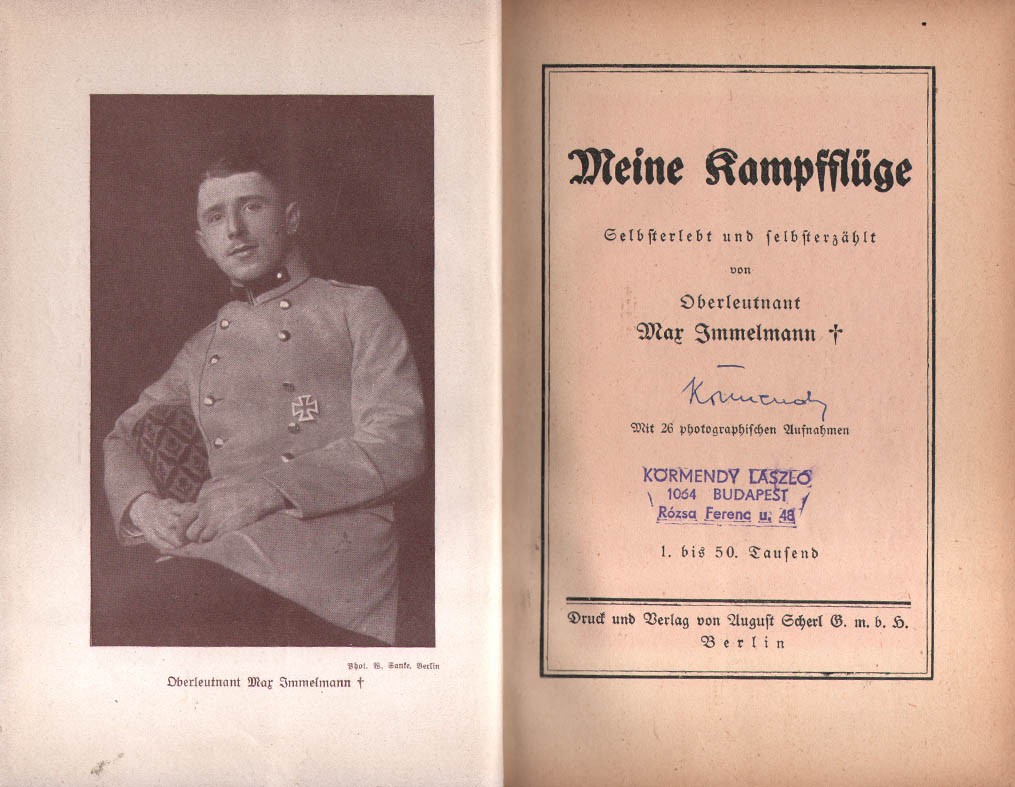 Phot. W. Sanke, Berlin
Oberleutnant Max Immelmann †
Meine Kampfflüge
Selbsterlebt und selbsterzählt
von
Oberleutnant
Max Immelmann †
Körmendy
Mit 26 photographischen Aufnahmen
KÖRMENDY LÁSZLÓ
1064 BUDAPEST
Rózsa Ferenc u. 48
1. bis 50. Tausend
Druck und Verlag von August Scherl G. m. b. H.
Berlin